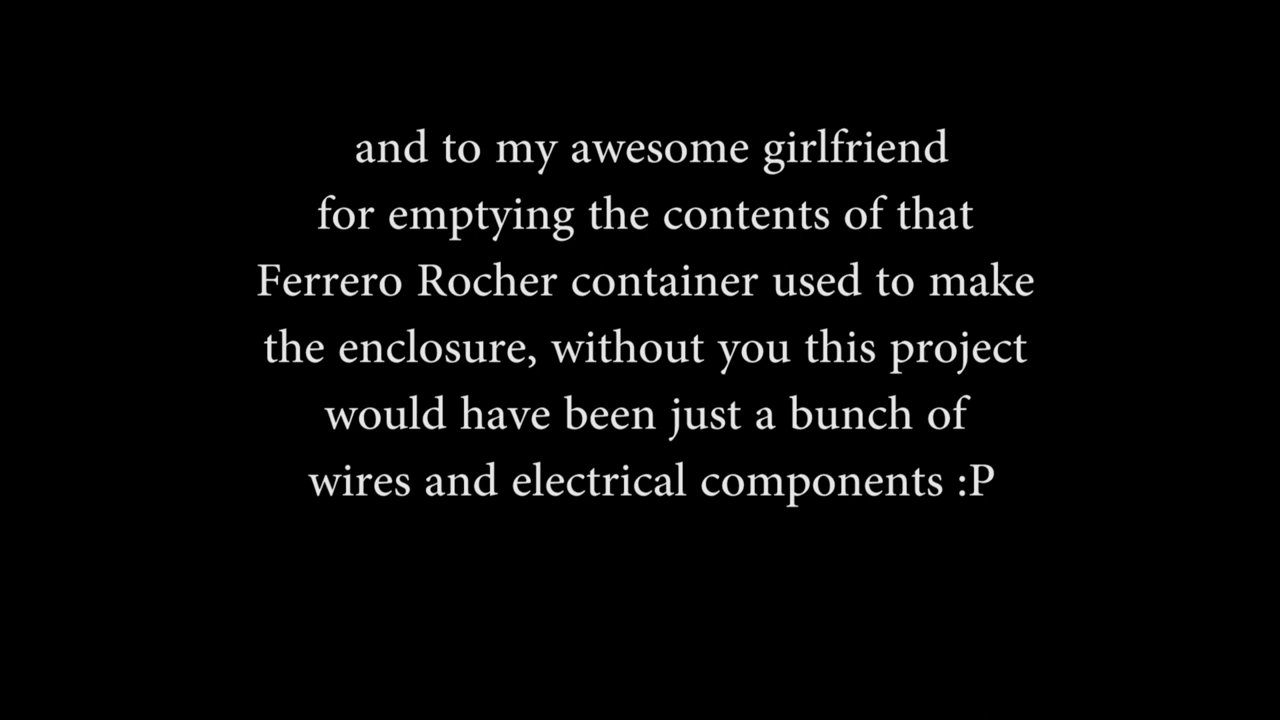 and to my awesome girlfriend
for emptying the contents of that
Ferrero Rocher container used to make
the enclosure, without you this project
would have been just a bunch of
wires and electrical components :P